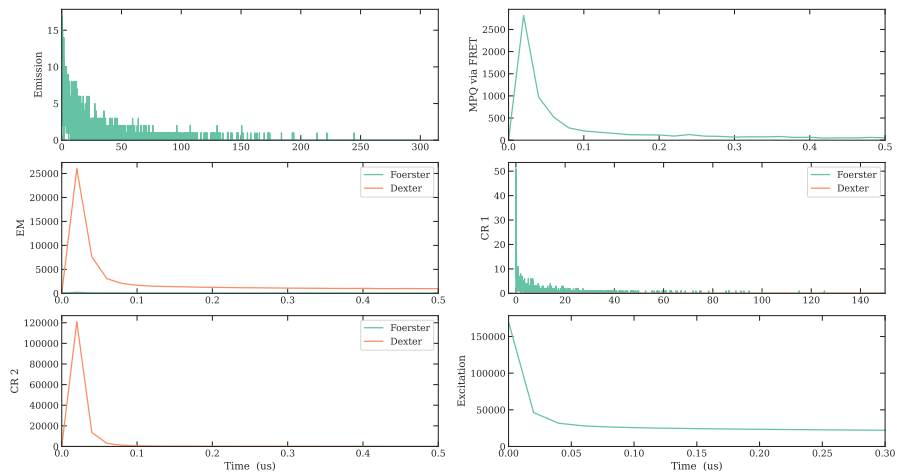 Emission
15
10
5
0
0 50 100 150 200 250 300
MPQ via FRET
2500
2000
1500
1000
500
0
0.0 0.1 0.2 0.3 0.4 0.5
EM
25000
20000
15000
10000
5000
0
Foerster
Dexter
0.0 0.1 0.2 0.3 0.4 0.5
CR 1
50
40
30
20
10
0
Foerster
Dexter
0 20 40 60 80 100 120 140
CR 2
120000
100000
80000
60000
40000
20000
0
Foerster
Dexter
0.0 0.1 0.2 0.3 0.4 0.5
Time (us)
Excitation
150000
100000
50000
0
0.00 0.05 0.10 0.15 0.20 0.25 0.30
Time (us)